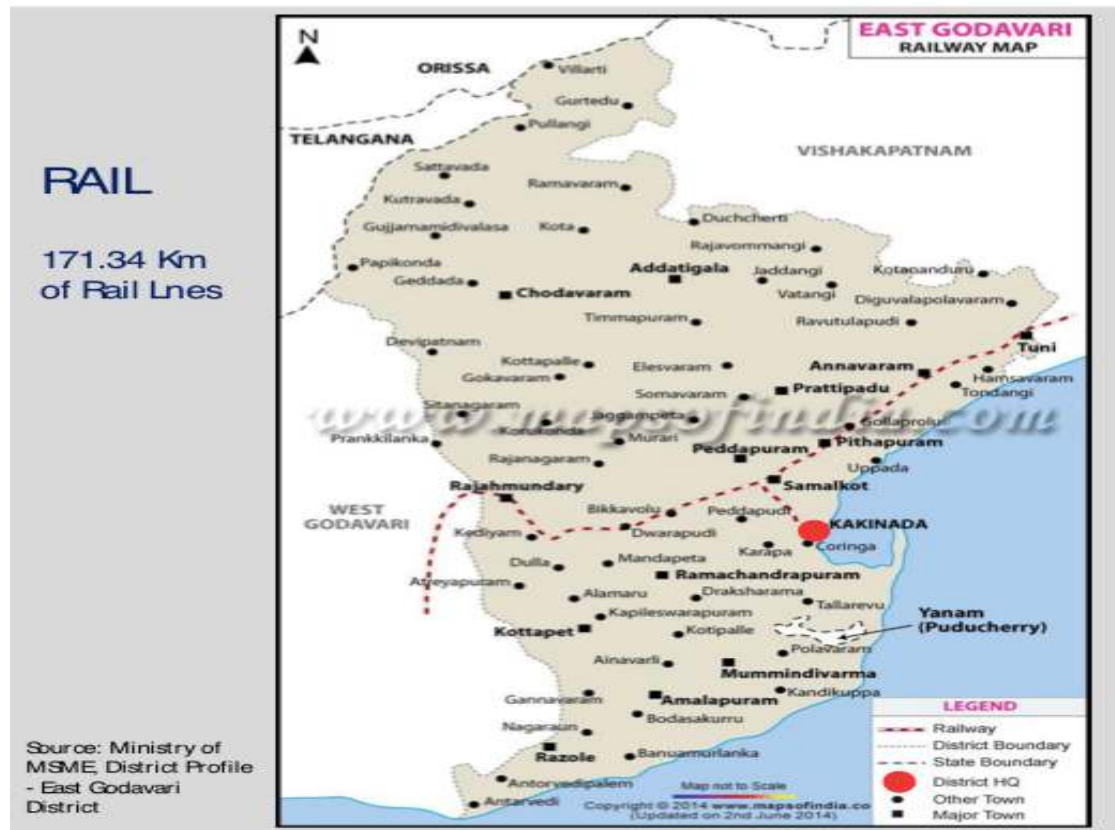 EAST GODAVARI
RAILWAY MAP
N
ORISSA
Villarti
Gurtedu
Pullangi
TELANGANA
VISHAKAPATNAM
RAIL
171.34 Km
of Rail Lnes
Sattavada
Ramavaram
Kutravada
Duchcherti
Gujjamamidivalasa
Kota
Rajavommangi
Papikonda
Addatigala
Jaddangi
Kotananduru
Geddada
Chodavaram
Vatangi
Diguvalapolavaram
Timmapuram
Ravutulapudi
Tuni
Devipatnam
Kottapalle
Elesvaram
Annavaram
Hamsavaram
Gokavaram
Somavaram
Prattipadu
Tondangi
Sitanagaram
Jaggampeta
www.mapsofindia.com
Korukonda
Gollaprolu
Prankkilanka
Murari
Peddapuram
Pithapuram
Rajanagaram
Uppada
Rajahmundary
Samalkot
WEST
GODAVARI
Bikkavolu
Peddapudi
KAKINADA
Kediyam
Dwarapudi
Karapa
Coringa
Dulla
Mandapeta
Ramachandrapuram
Atreyapuram
Alamaru
Draksharama
Tallarevu
Kapileswarapuram
Yanam
(Puducherry)
Kottapet
Kotipalle
Polavaram
Ainavarli
Mummindivarma
Gannavaram
Amalapuram
Kandikuppa
Bodasakurru
Nagaraun
Razole
Banuamurlanka
Antorvedipalem
Antarvedi
LEGEND
Railway
District Boundary
State Boundary
District HQ
Other Town
Major Town
Map not to Scale
Copyright © 2014 www.mapsofindia.co
(Updated on 2nd June 2014)
Source: Ministry of
MSME, District Profile
- East Godavari
District